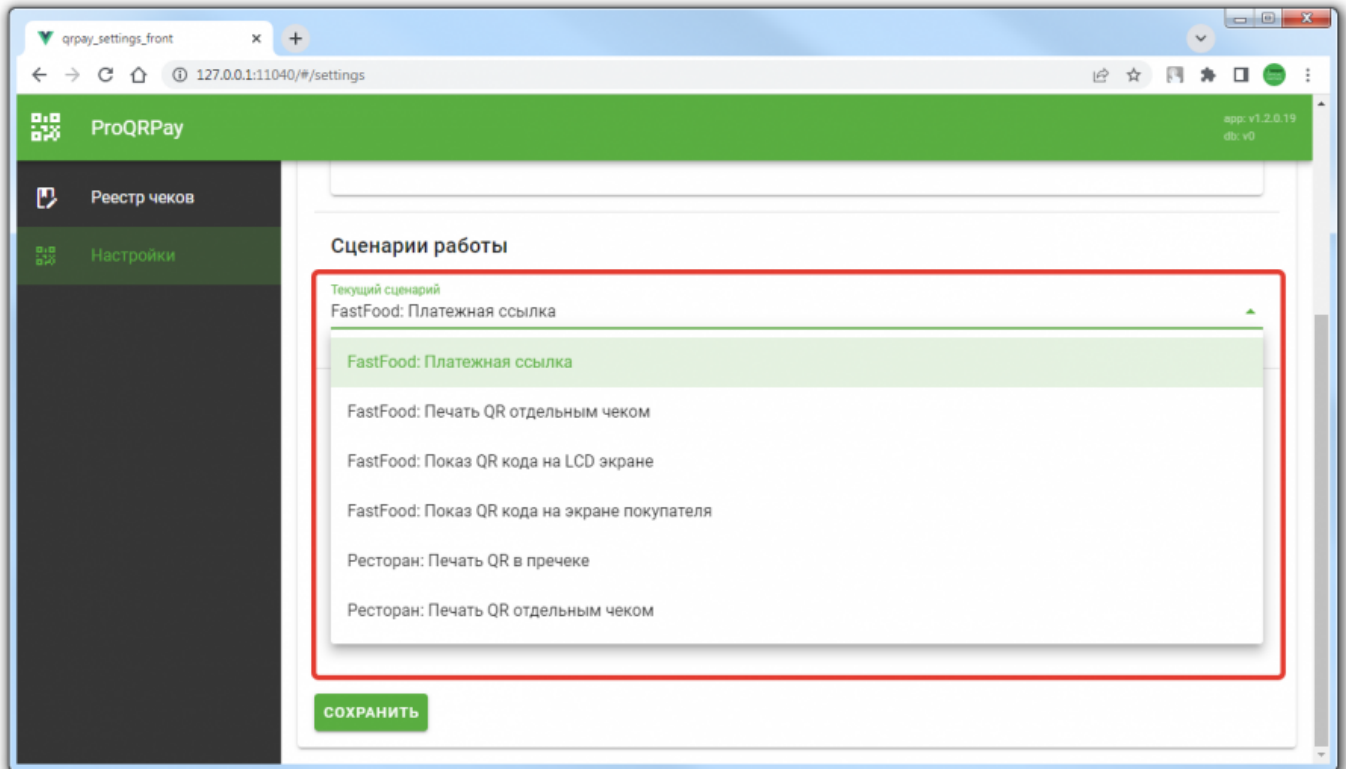 qrpay_settings_front
127.0.0.1:11040/#/settings
ProQRPay
app: v1.2.0.19
db: v0
Реестр чеков
Настройки
Сценарии работы
Текущий сценарий
FastFood: Платежная ссылка
FastFood: Платежная ссылка
FastFood: Печать QR отдельным чеком
FastFood: Показ QR кода на LCD экране
FastFood: Показ QR кода на экране покупателя
Ресторан: Печать QR в пречеке
Ресторан: Печать QR отдельным чеком
СОХРАНИТЬ